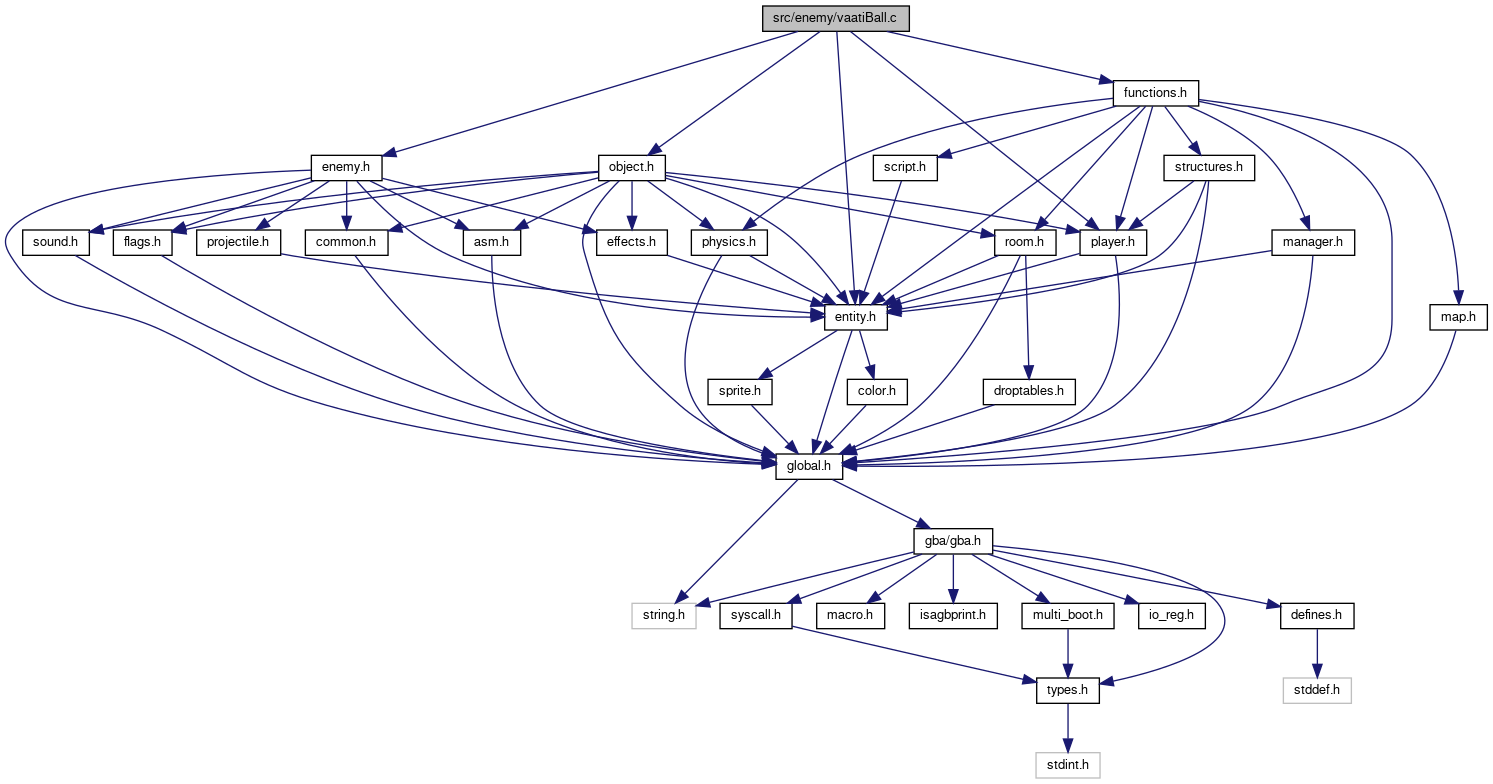 src/enemy/vaatiBall.c
functions.h
enemy.h
object.h
script.h
structures.h
sound.h
flags.h
projectile.h
common.h
asm.h
effects.h
physics.h
room.h
player.h
manager.h
entity.h
map.h
sprite.h
color.h
droptables.h
global.h
gba/gba.h
string.h
syscall.h
macro.h
isagbprint.h
multi_boot.h
io_reg.h
defines.h
types.h
stddef.h
stdint.h